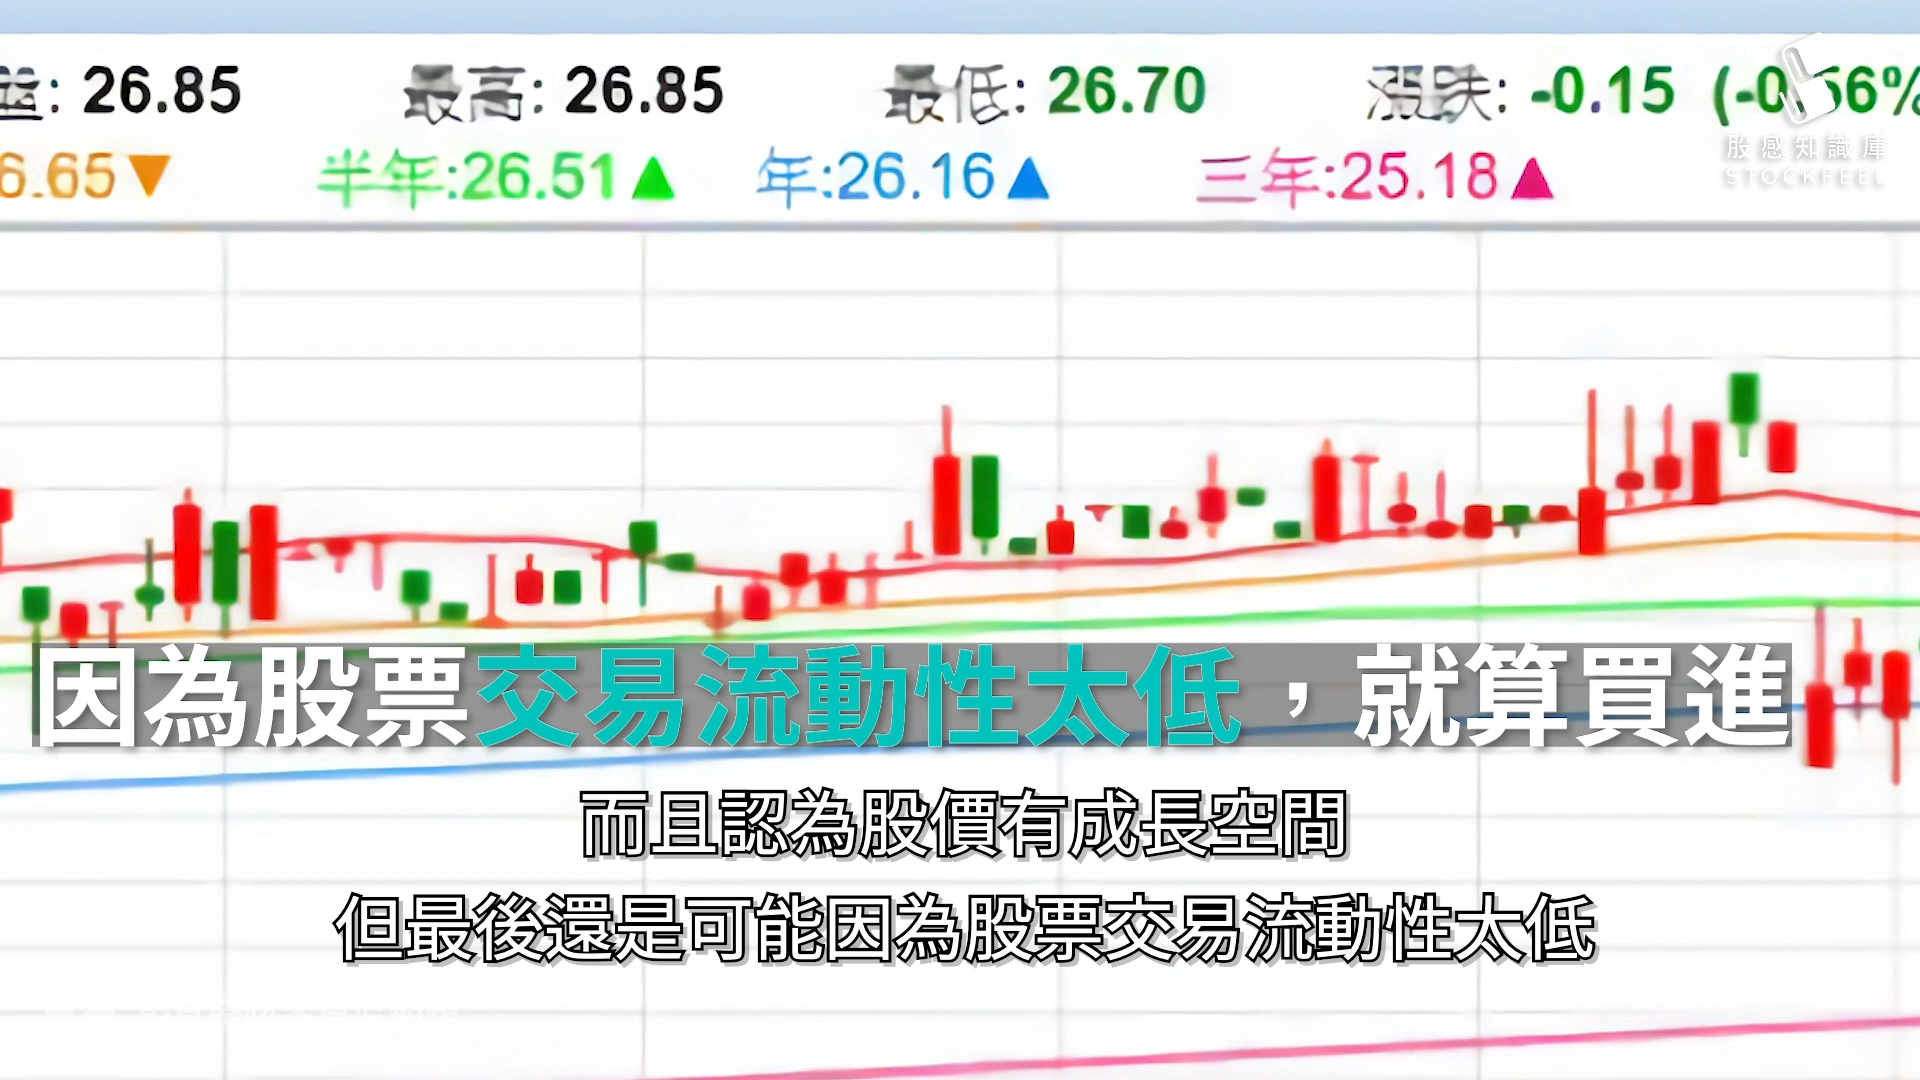 : 26.85 最高: 26.85 最低: 26.70 漲跌: -0.15 (-0.56%
6.65▼ 半年:26.51▲ 年:26.16▲ 三年:25.18▲
股感知識庫
STOCKFEEL
因為股票交易流動性太低，就算買進
而且認為股價有成長空間
但最後還是可能因為股票交易流動性太低